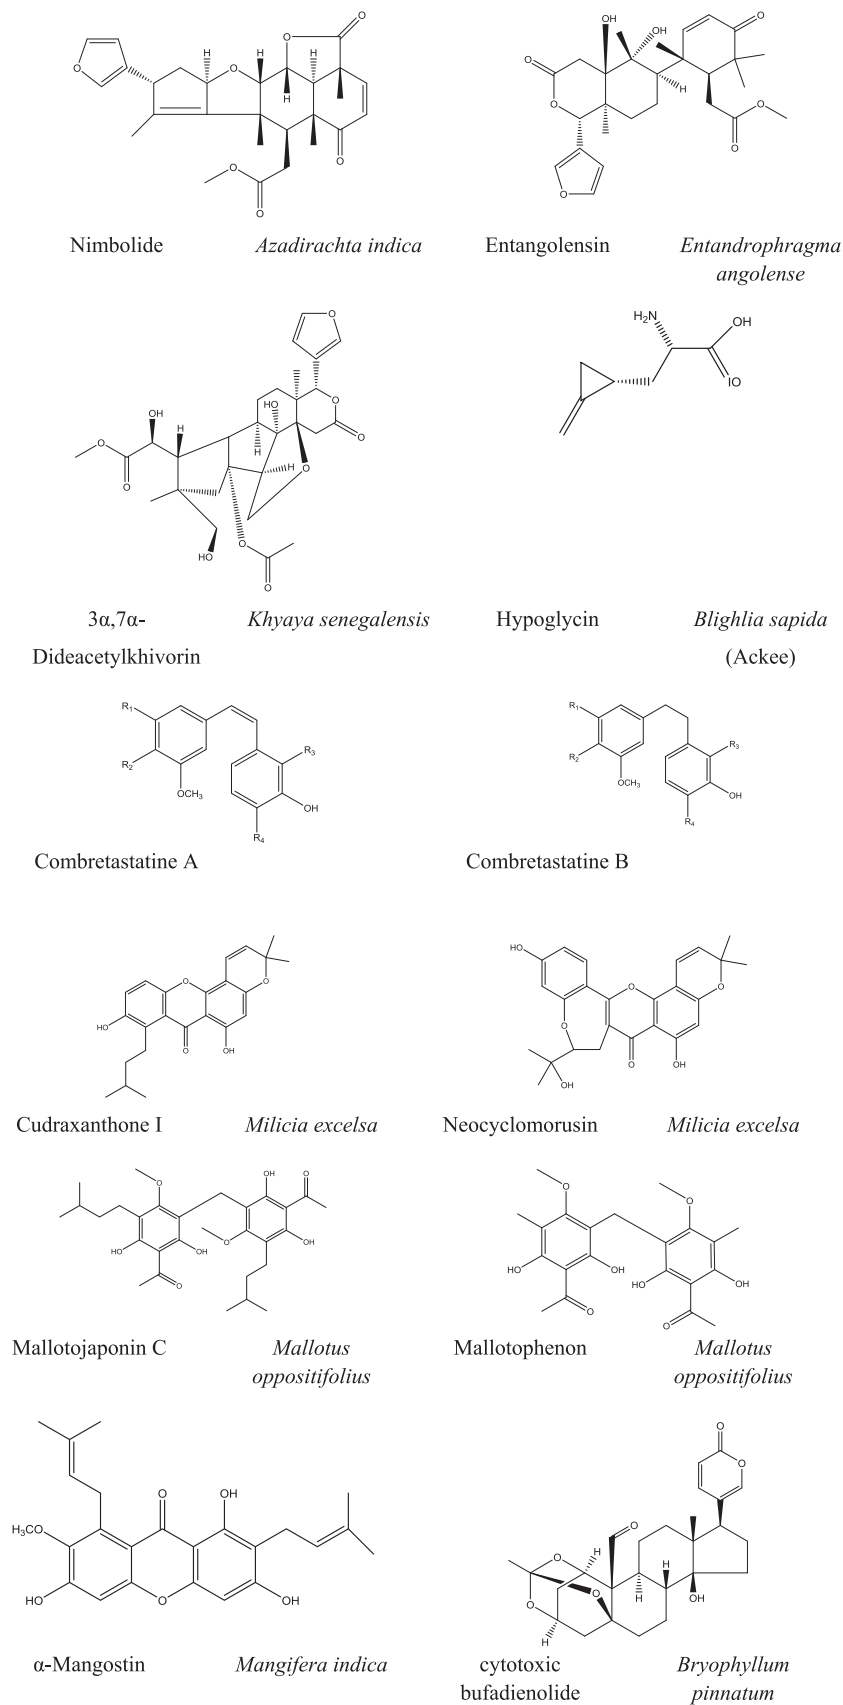 O
O
O
H
O
H
H
H
O
O
O
O
Nimbolide
Azadirachta indica
OH
OH
O
O
O
H
O
O
O
Entangolensin
Entandrophragma
angolense
O
HO
O
O
OH
H
H
O
O
H
O
HO
O
O
3α,7α-
Dideacetylkhivorin
Khyaya senegalensis
H₂N
OH
IO
Hypoglycin
Blighlia sapida
(Ackee)
R₁
R₂
R₃
OCH₃
OH
R₄
Combretastatine A
R₁
R₂
R₃
OCH₃
OH
R₄
Combretastatine B
O
O
HO
O
OH
Cudraxanthone I
Milicia excelsa
HO
O
O
O
O
OH
OH
Neocyclomorusin
Milicia excelsa
O
OH
O
O
HO
OH
OH
O
Mallotojaponin C
Mallotus
oppositifolius
O
O
HO
OH
HO
OH
O
O
Mallotophenon
Mallotus
oppositifolius
O
OH
H₃CO
HO
O
OH
α-Mangostin
Mangifera indica
O
O
O
O
H
H
O
O
H
OH
H
cytotoxic
bufadienolide
Bryophyllum
pinnatum